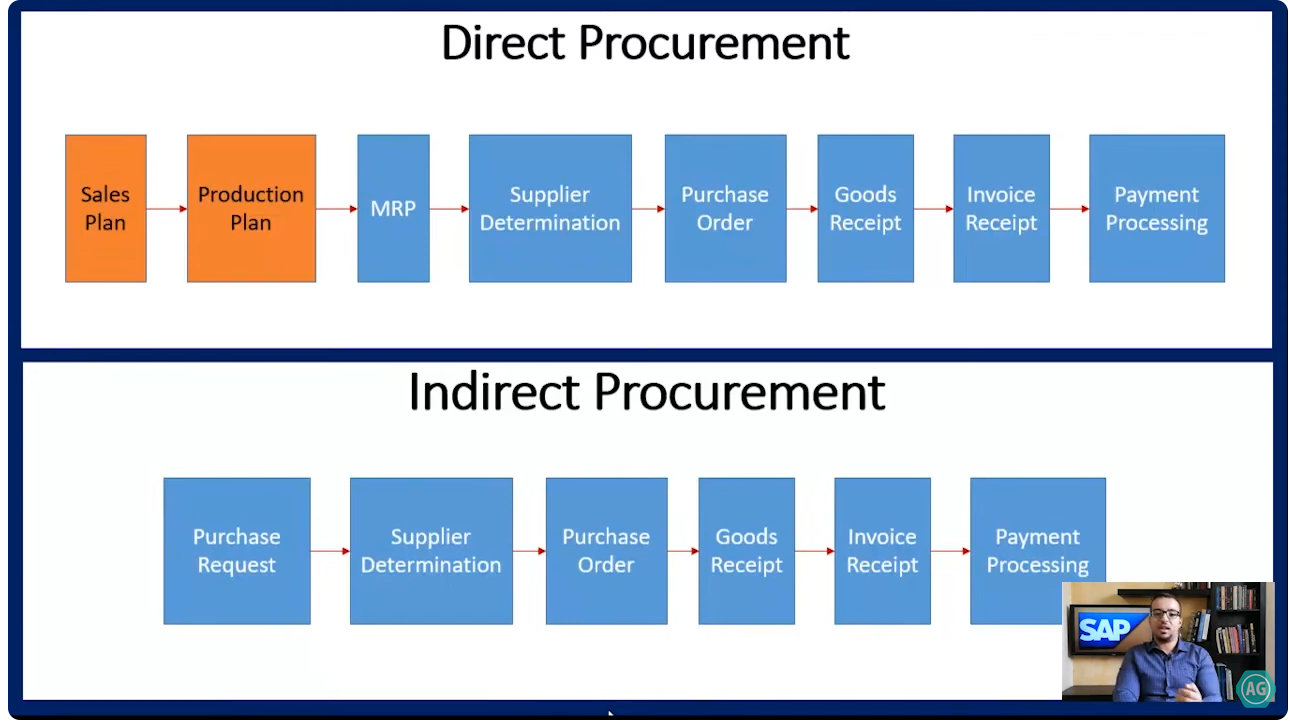 Direct Procurement
Sales
Plan
Production
Plan
MRP
Supplier
Determination
Purchase
Order
Goods
Receipt
Invoice
Receipt
Payment
Processing
Indirect Procurement
Purchase
Request
Supplier
Determination
Purchase
Order
Goods
Receipt
Invoice
Receipt
Payment
Processing
SAP
AG